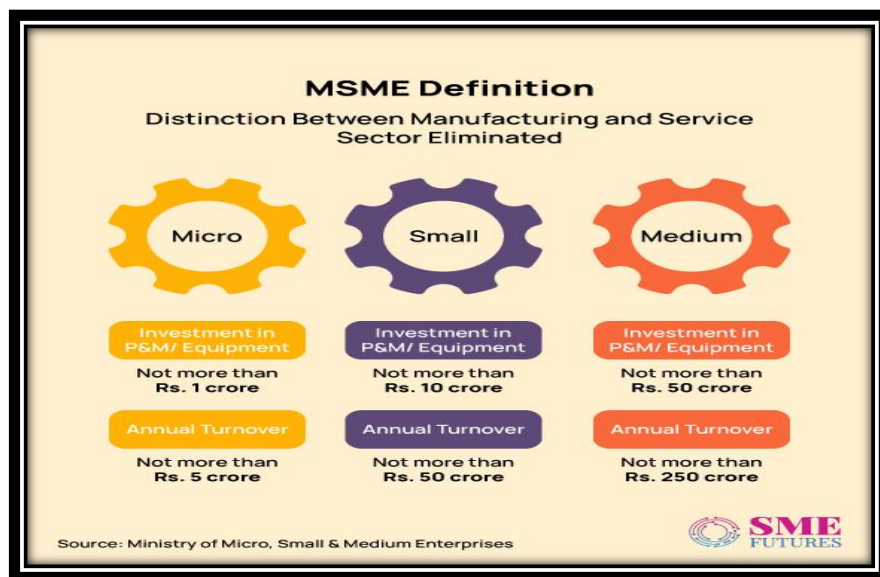 MSME Definition
Distinction Between Manufacturing and Service
Sector Eliminated
Micro
Small
Medium
Investment in
P&M/ Equipment
Not more than
Rs. 1 crore
Annual Turnover
Not more than
Rs. 5 crore
Investment in
P&M/ Equipment
Not more than
Rs. 10 crore
Annual Turnover
Not more than
Rs. 50 crore
Investment in
P&M/ Equipment
Not more than
Rs. 50 crore
Annual Turnover
Not more than
Rs. 250 crore
Source: Ministry of Micro, Small & Medium Enterprises
SME
FUTURES